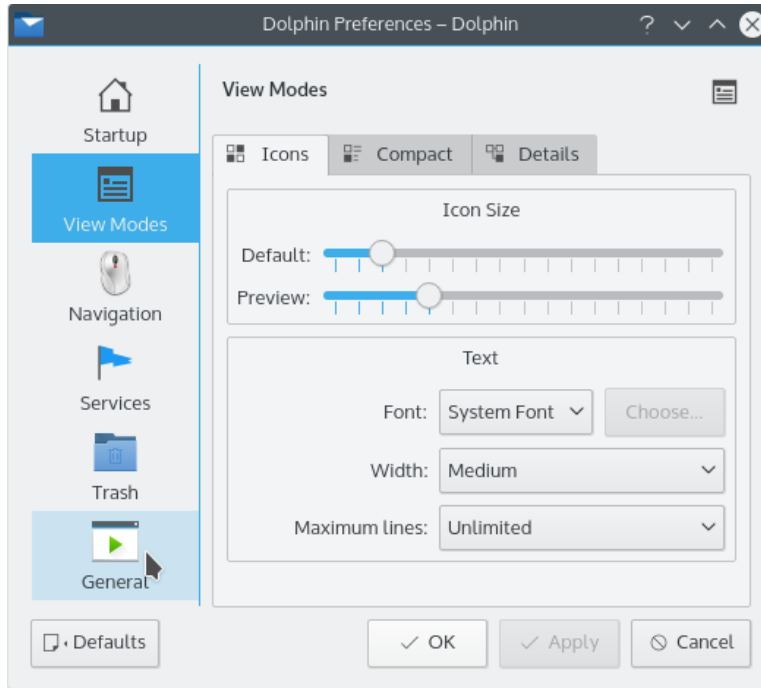 Dolphin Preferences – Dolphin
Startup
View Modes
Navigation
Services
Trash
General
View Modes
Icons Compact Details
Icon Size
Default:
Preview:
Text
Font: System Font Choose...
Width: Medium
Maximum lines: Unlimited
Defaults OK Apply Cancel